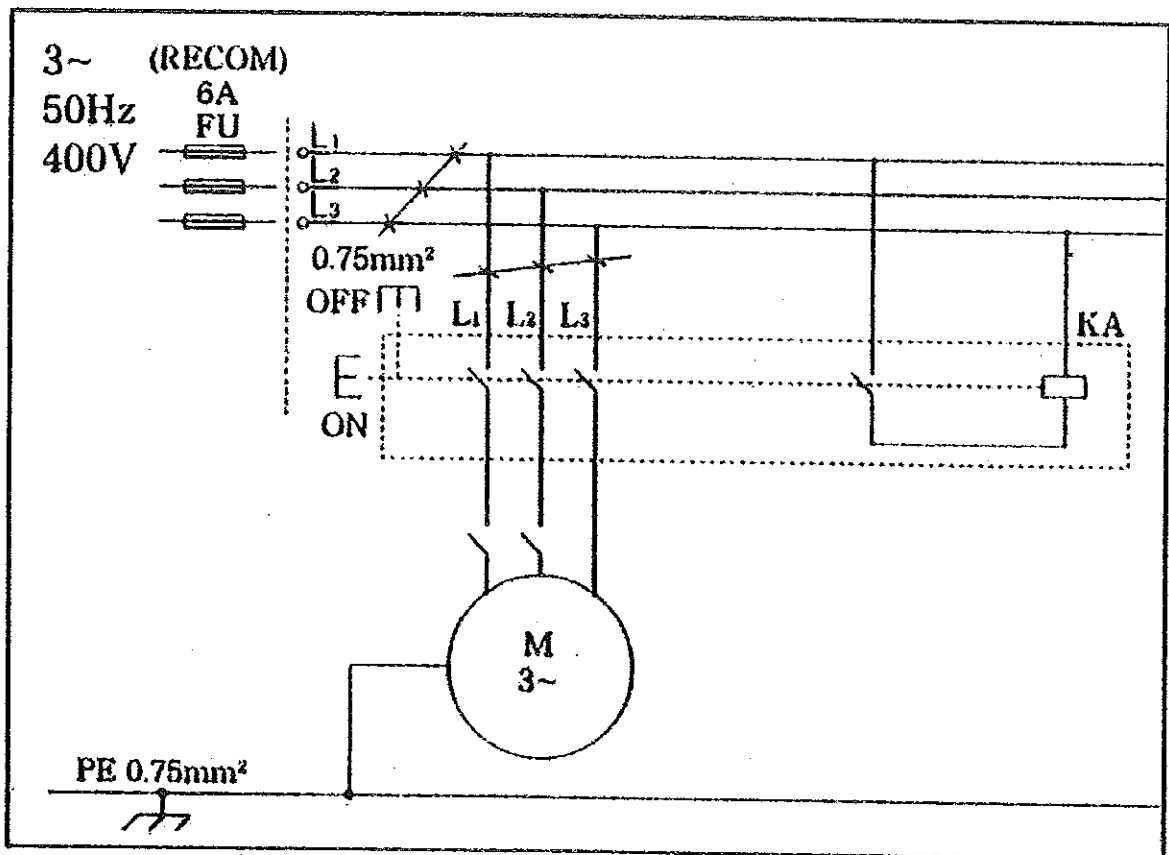 3~ (RECOM)
50Hz 6A
400V FU
L1
L2
L3
0.75mm²
OFF
L1 L2 L3
KA
ON
M
3~
PE 0.75mm²